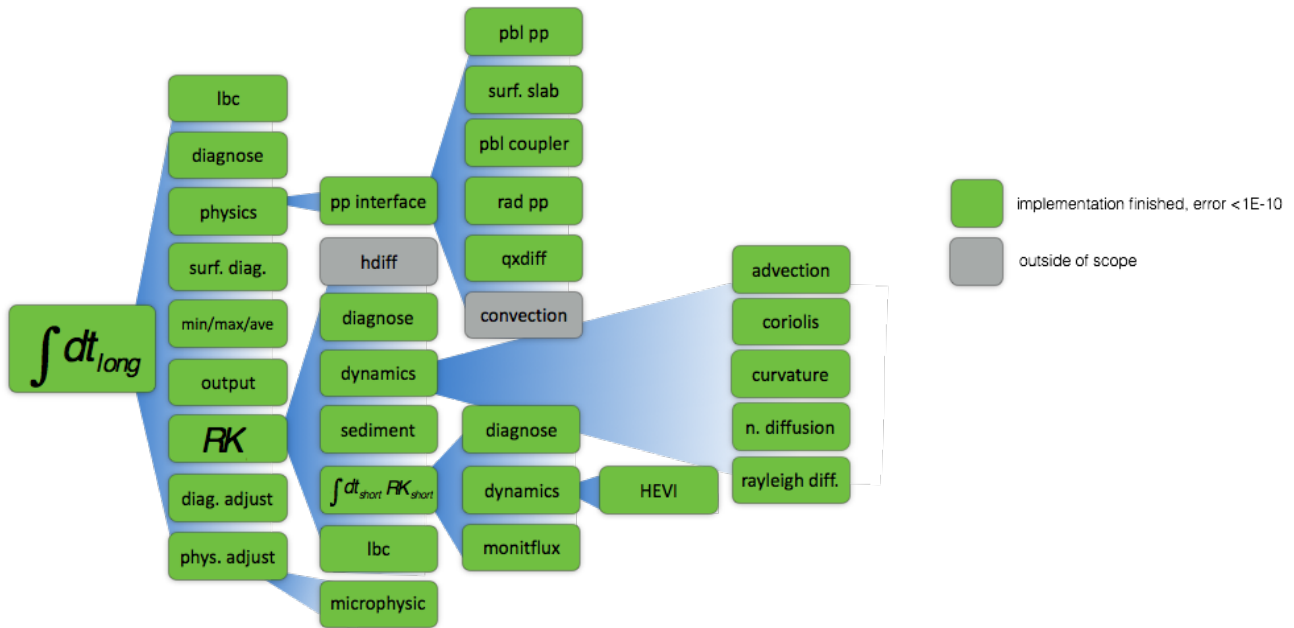 ∫ dt_long
lbc
diagnose
physics
surf. diag.
min/max/ave
output
RK
diag. adjust
phys. adjust
pp interface
hdiff
diagnose
dynamics
sediment
∫ dt_short RK_short
lbc
microphysic
pbl pp
surf. slab
pbl coupler
rad pp
qxdiff
convection
diagnose
dynamics
monitflux
HEVI
advection
coriolis
curvature
n. diffusion
rayleigh diff.
implementation finished, error <1E-10
outside of scope